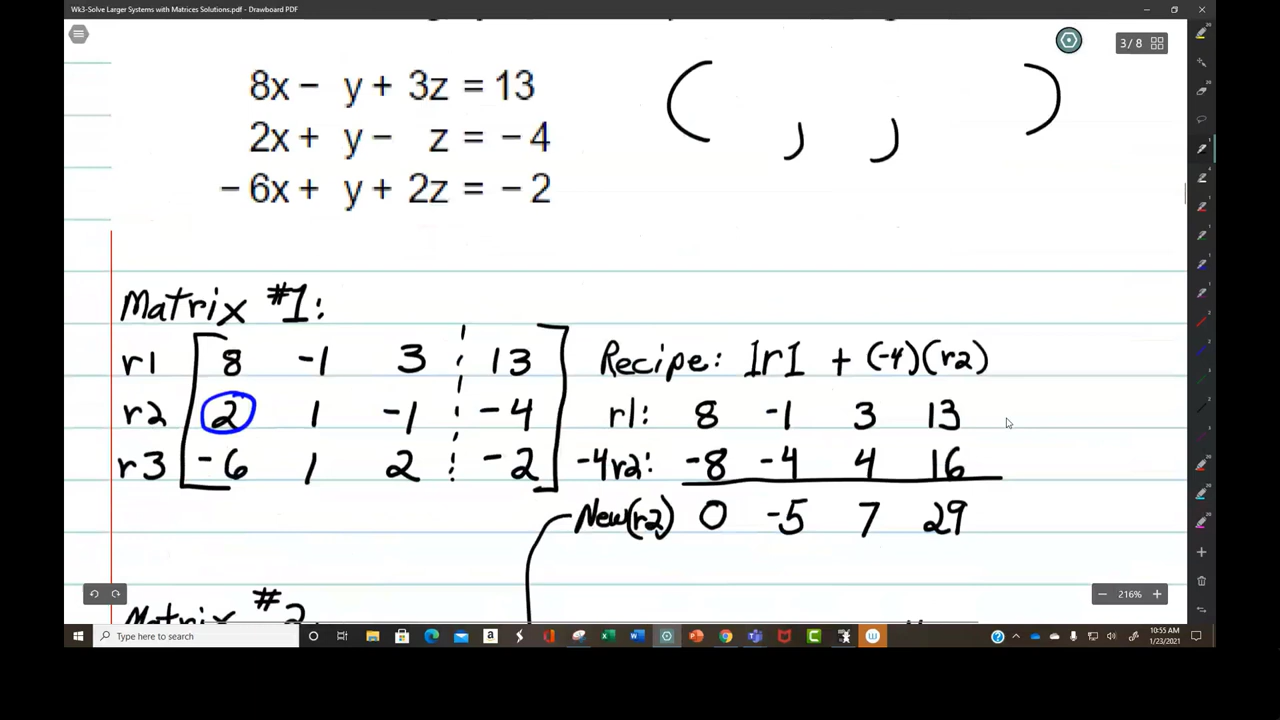 Wk3-Solve Larger Systems with Matrices Solutions.pdf - Drawboard PDF
3 / 8
8x − y + 3z = 13
2x + y − z = − 4
− 6x + y + 2z = − 2
( , , )
Matrix #1:
r1 8 -1 3 13
r2 2 1 -1 -4
r3 -6 1 2 -2
Recipe: 1r1 + (-4)(r2)
r1: 8 -1 3 13
-4r2: -8 -4 4 16
New(r2) 0 -5 7 29
Matrix #2:
216%
Type here to search
10:55 AM
1/23/2021